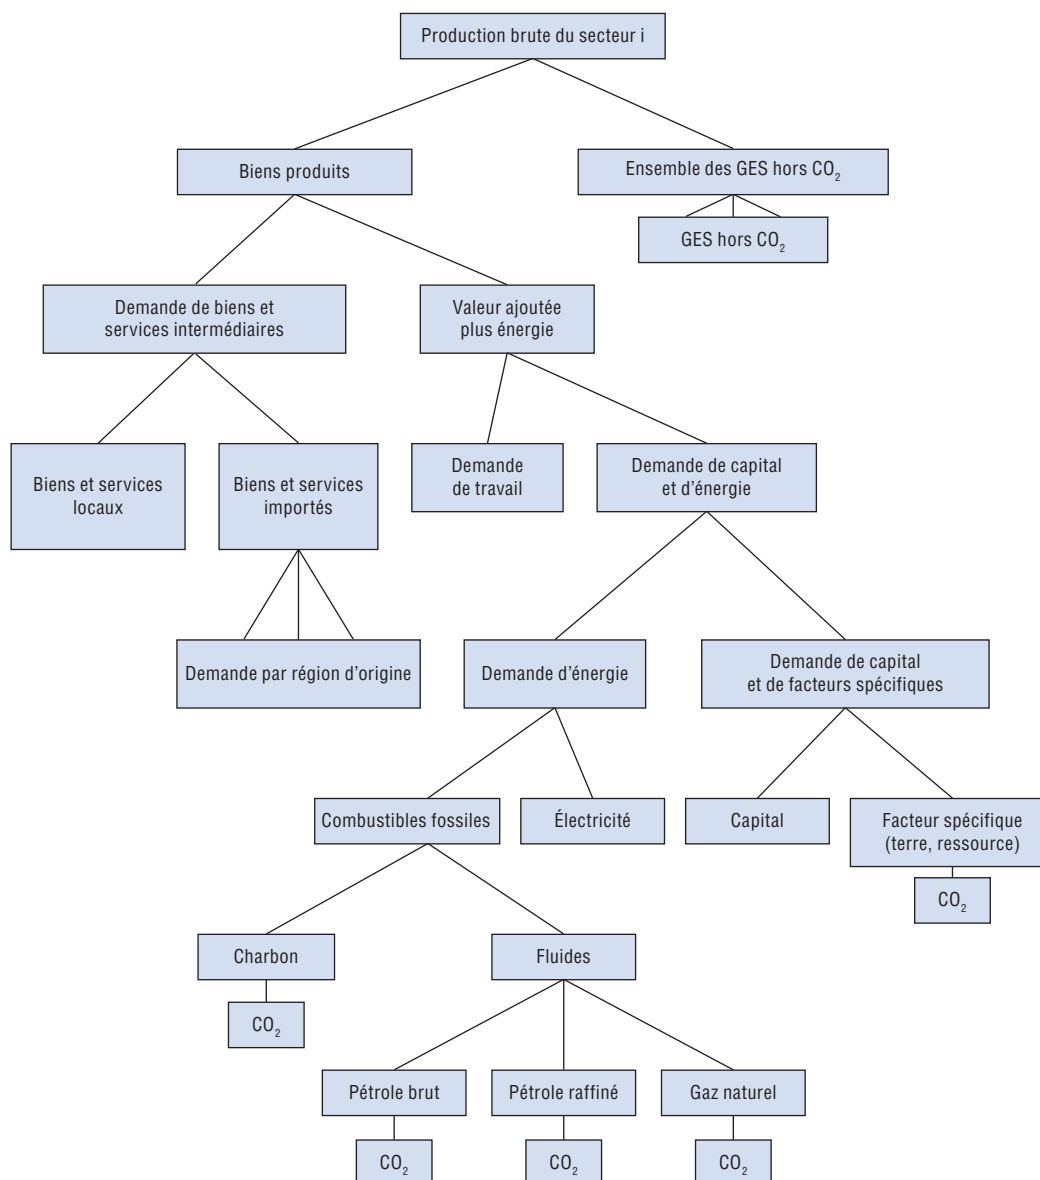 Production brute du secteur i
Biens produits
Ensemble des GES hors CO₂
GES hors CO₂
Demande de biens et
services intermédiaires
Valeur ajoutée
plus énergie
Biens et services
locaux
Biens et services
importés
Demande
de travail
Demande de capital
et d’énergie
Demande par région d’origine
Demande d’énergie
Demande de capital
et de facteurs spécifiques
Combustibles fossiles
Électricité
Capital
Facteur spécifique
(terre, ressource)
CO₂
Charbon
Fluides
CO₂
Pétrole brut
Pétrole raffiné
Gaz naturel
CO₂
CO₂
CO₂